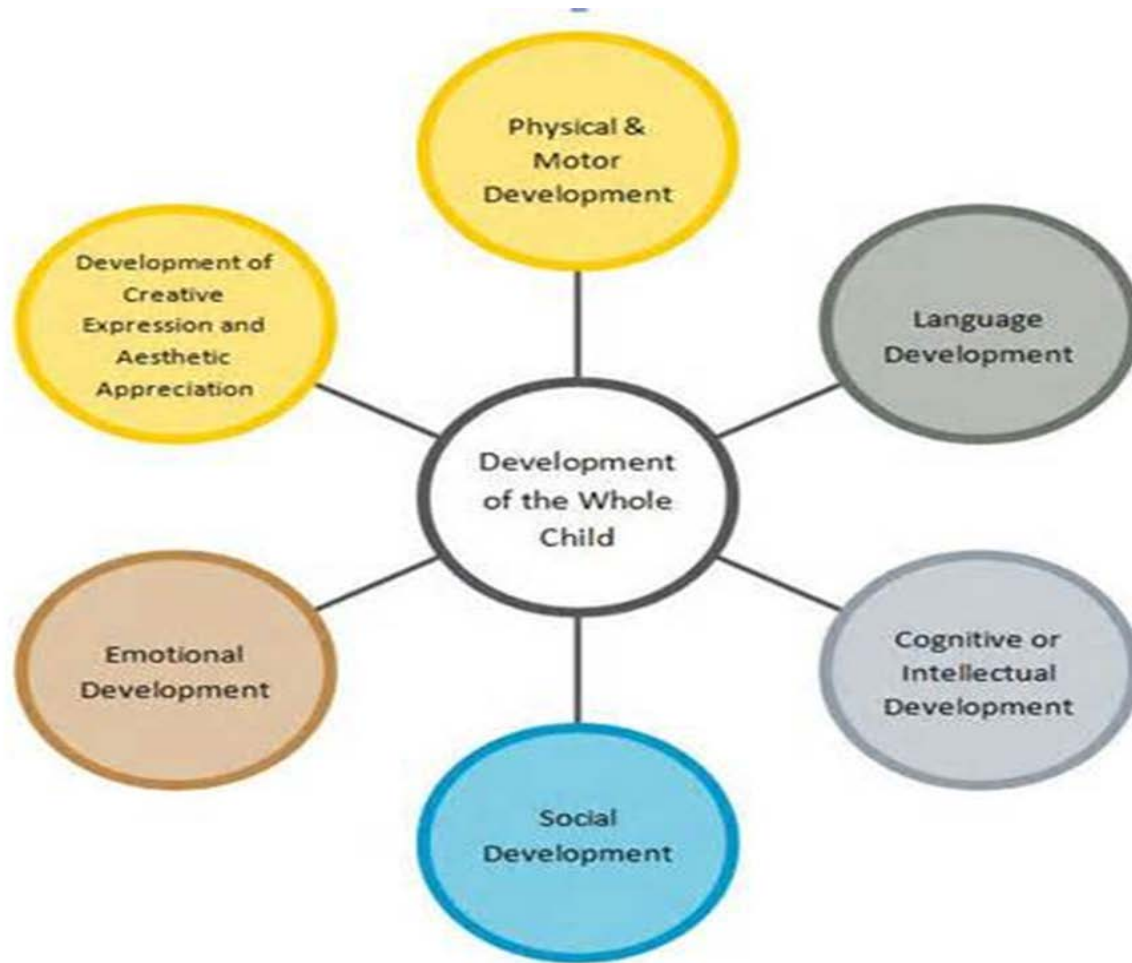 Physical &
Motor
Development
Development of
Creative
Expression and
Aesthetic
Appreciation
Language
Development
Development
of the Whole
Child
Emotional
Development
Cognitive or
Intellectual
Development
Social
Development